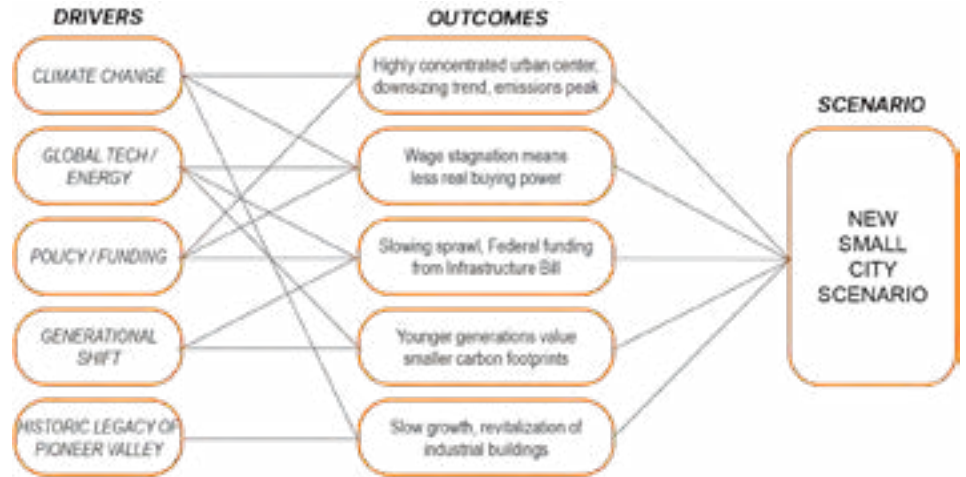 DRIVERS
OUTCOMES
SCENARIO
CLIMATE CHANGE
GLOBAL TECH /
ENERGY
POLICY / FUNDING
GENERATIONAL
SHIFT
HISTORIC LEGACY OF
PIONEER VALLEY
Highly concentrated urban center,
downsizing trend, emissions peak
Wage stagnation means
less real buying power
Slowing sprawl, Federal funding
from Infrastructure Bill
Younger generations value
smaller carbon footprints
Slow growth, revitalization of
industrial buildings
NEW
SMALL
CITY
SCENARIO